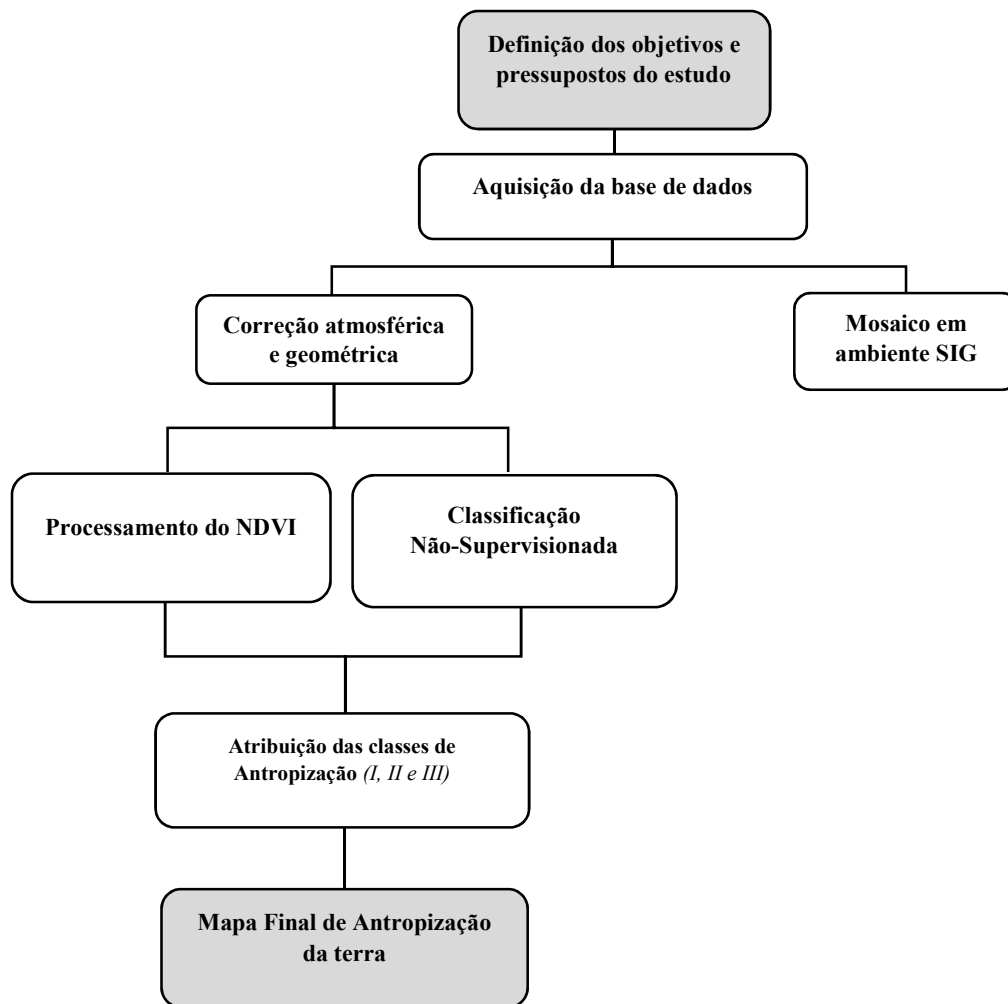 Definição dos objetivos e
pressupostos do estudo
Aquisição da base de dados
Correção atmosférica
e geométrica
Mosaico em
ambiente SIG
Processamento do NDVI
Classificação
Não-Supervisionada
Atribuição das classes de
Antropização (I, II e III)
Mapa Final de Antropização
da terra